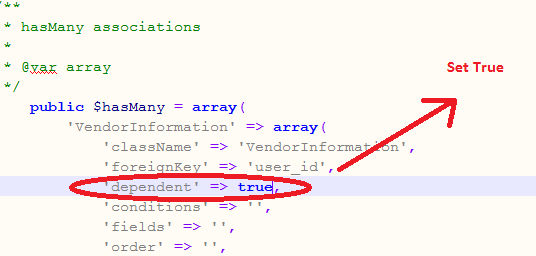 /**
* hasMany associations
*
* @var array
*/
Set True
public $hasMany = array(
'VendorInformation' => array(
'className' => 'VendorInformation',
'foreignKey' => 'user_id',
'dependent' => true,
'conditions' => '',
'fields' => '',
'order' => '',